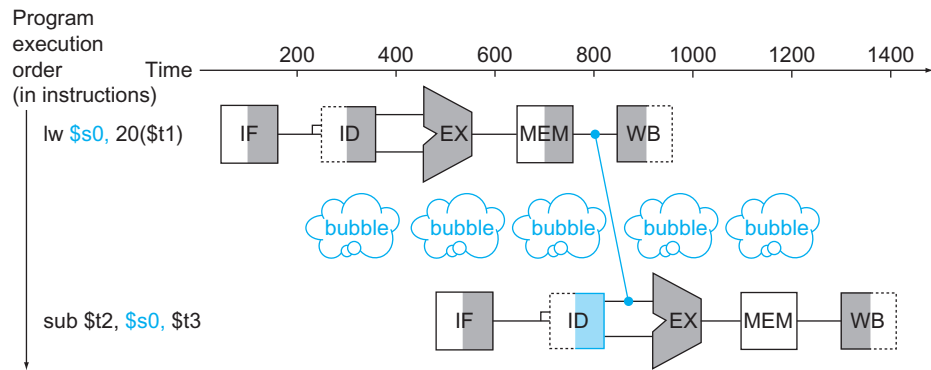 Program
execution
order
(in instructions)
Time
200 400 600 800 1000 1200 1400
lw $s0, 20($t1)
IF ID EX MEM WB
bubble bubble bubble bubble bubble
sub $t2, $s0, $t3
IF ID EX MEM WB